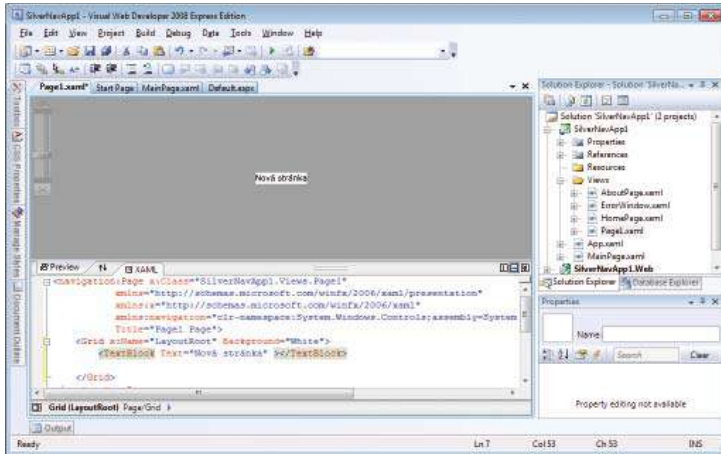 SilverNavApp1 - Visual Web Developer 2008 Express Edition
File Edit View Project Build Debug Data Tools Window Help
Page1.xaml* Start Page MainPage.xaml Default.aspx
Toolbox
CSS Properties
Manage Styles
Document Outline
Nová stránka
Preview XAML
<navigation:Page x:Class="SilverNavApp1.Views.Page1"
xmlns="http://schemas.microsoft.com/winfx/2006/xaml/presentation"
xmlns:x="http://schemas.microsoft.com/winfx/2006/xaml"
xmlns:navigation="clr-namespace:System.Windows.Controls;assembly=System
Title="Page1 Page">
<Grid x:Name="LayoutRoot" Background="White">
<TextBlock Text="Nová stránka" ></TextBlock>
</Grid>
Grid (LayoutRoot) Page/Grid
Output
Solution Explorer - Solution 'SilverNa...
Solution 'SilverNavApp1' (2 projects)
SilverNavApp1
Properties
References
Resources
Views
AboutPage.xaml
ErrorWindow.xaml
HomePage.xaml
Page1.xaml
App.xaml
MainPage.xaml
SilverNavApp1.Web
Solution Explorer Database Explorer
Properties
Name
Search Clear
Property editing not available
Ready Ln 7 Col 53 Ch 53 INS